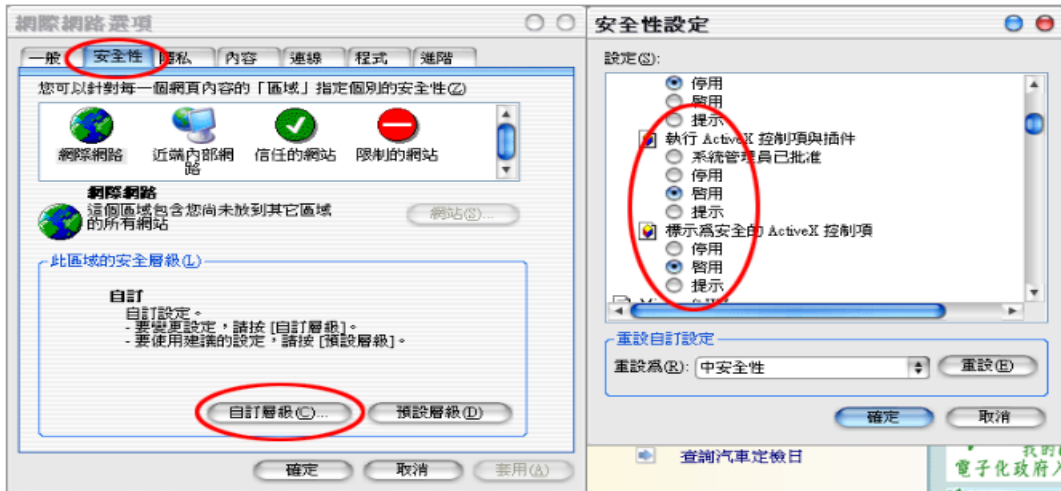 網際網路選項
一般
安全性
隱私
內容
連線
程式
進階
您可以針對每一個網頁內容的「區域」指定個別的安全性(Z)
網際網路
近端內部網路
信任的網站
限制的網站
網際網路
這個區域包含您尚未放到其它區域
的所有網站
網站(S)...
此區域的安全層級(L)
自訂
自訂設定。
- 要變更設定，請按 [自訂層級]。
- 要使用建議的設定，請按 [預設層級]。
自訂層級(C)...
預設層級(D)
確定
取消
套用(A)
安全性設定
設定(S):
停用
啟用
提示
執行 ActiveX 控制項與插件
系統管理員已批准
停用
啟用
提示
標示為安全的 ActiveX 控制項
停用
啟用
提示
重設自訂設定
重設為(R):
中安全性
重設(E)
確定
取消
查詢汽車定檢日
我的
電子化政府入